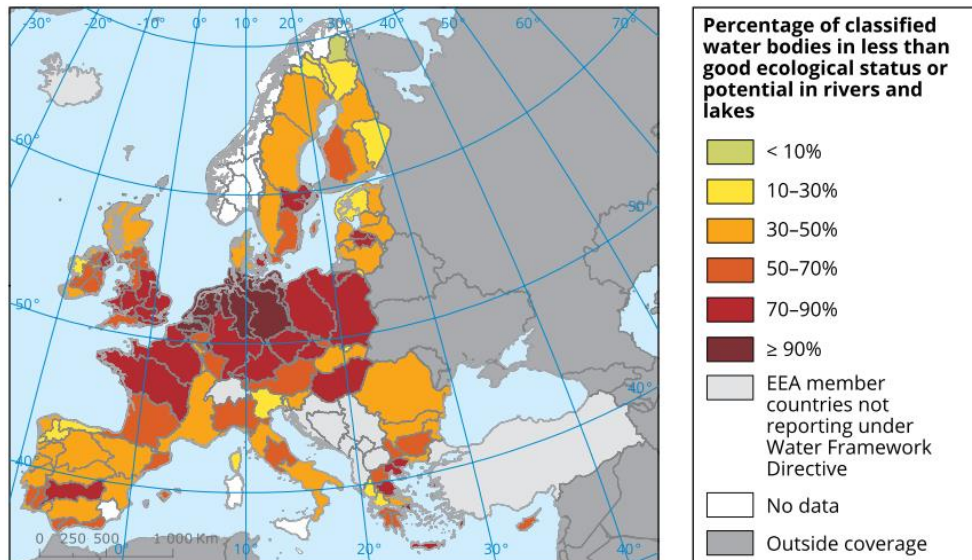 -30° -20° -10° 0° 10° 20° 30° 40° 50° 60° 70°
Percentage of classified
water bodies in less than
good ecological status or
potential in rivers and
lakes
< 10%
10–30%
30–50%
50–70%
70–90%
≥ 90%
EEA member
countries not
reporting under
Water Framework
Directive
No data
Outside coverage
60°
50°
50°
40°
40°
0 250 500 1 000 Km
0° 10° 20° 30° 40°